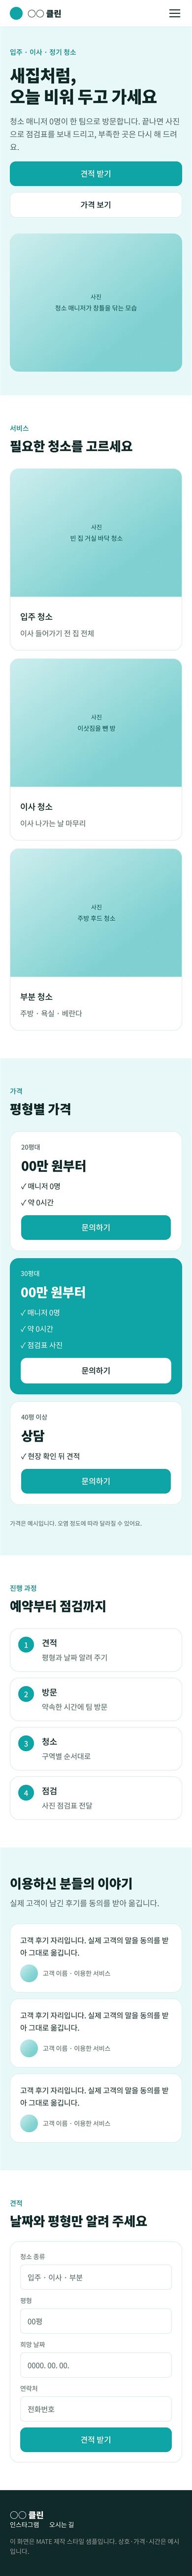 ○○ 클린
입주 · 이사 · 정기 청소
새집처럼,
오늘 비워 두고 가세요
청소 매니저 0명이 한 팀으로 방문합니다. 끝나면 사진
으로 점검표를 보내 드리고, 부족한 곳은 다시 해 드려
요.
견적 받기
가격 보기
사진
청소 매니저가 창틀을 닦는 모습
서비스
필요한 청소를 고르세요
사진
빈 집 거실 바닥 청소
입주 청소
이사 들어가기 전 집 전체
사진
이삿짐을 뺀 방
이사 청소
이사 나가는 날 마무리
사진
주방 후드 청소
부분 청소
주방 · 욕실 · 베란다
가격
평형별 가격
20평대
00만 원부터
✓ 매니저 0명
✓ 약 0시간
문의하기
30평대
00만 원부터
✓ 매니저 0명
✓ 약 0시간
✓ 점검표 사진
문의하기
40평 이상
상담
✓ 현장 확인 뒤 견적
문의하기
가격은 예시입니다. 오염 정도에 따라 달라질 수 있어요.
진행 과정
예약부터 점검까지
1 견적
평형과 날짜 알려 주기
2 방문
약속한 시간에 팀 방문
3 청소
구역별 순서대로
4 점검
사진 점검표 전달
이용하신 분들의 이야기
실제 고객이 남긴 후기를 동의를 받아 옮깁니다.
고객 후기 자리입니다. 실제 고객의 말을 동의를 받
아 그대로 옮깁니다.
고객 이름 · 이용한 서비스
고객 후기 자리입니다. 실제 고객의 말을 동의를 받
아 그대로 옮깁니다.
고객 이름 · 이용한 서비스
고객 후기 자리입니다. 실제 고객의 말을 동의를 받
아 그대로 옮깁니다.
고객 이름 · 이용한 서비스
견적
날짜와 평형만 알려 주세요
청소 종류
입주 · 이사 · 부분
평형
00평
희망 날짜
0000. 00. 00.
연락처
전화번호
견적 받기
○○ 클린
인스타그램 오시는 길
이 화면은 MATE 제작 스타일 샘플입니다. 상호 · 가격 · 시간은 예시
입니다.